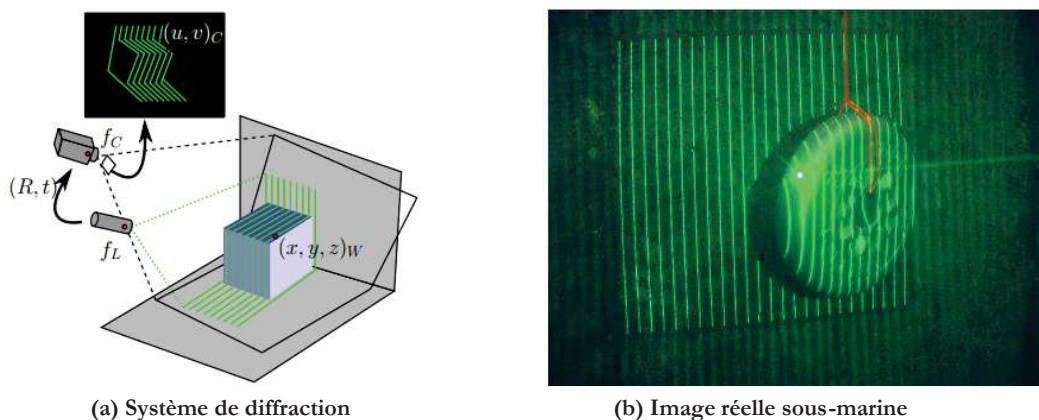 (u, v)_C
f_C
(R, t)
f_L
(x, y, z)_W
(a) Système de diffraction
(b) Image réelle sous-marine